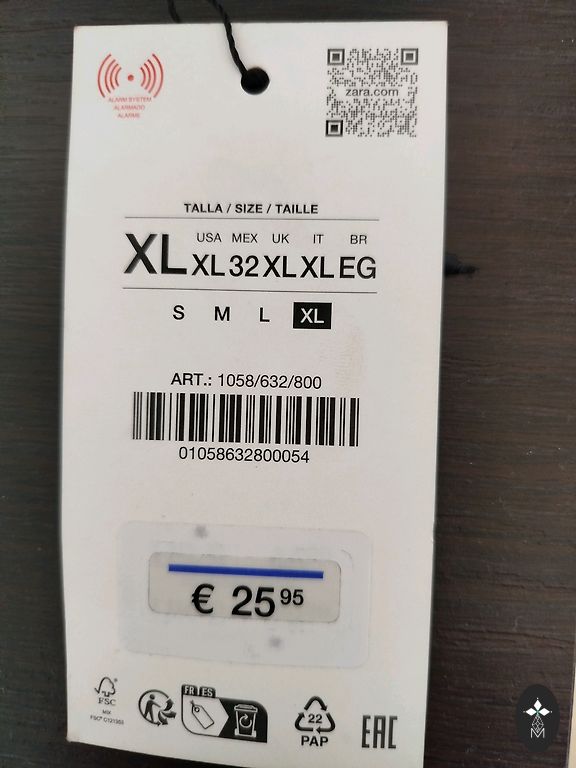 ALARM SYSTEM
ALARMADO
ALARME
zara.com
TALLA / SIZE / TAILLE
USA MEX UK IT BR
XL XL 32 XL XL EG
S M L XL
ART.: 1058/632/800
01058632800054
€ 25 95
FSC
MIX
FR ES
22
PAP
EAC